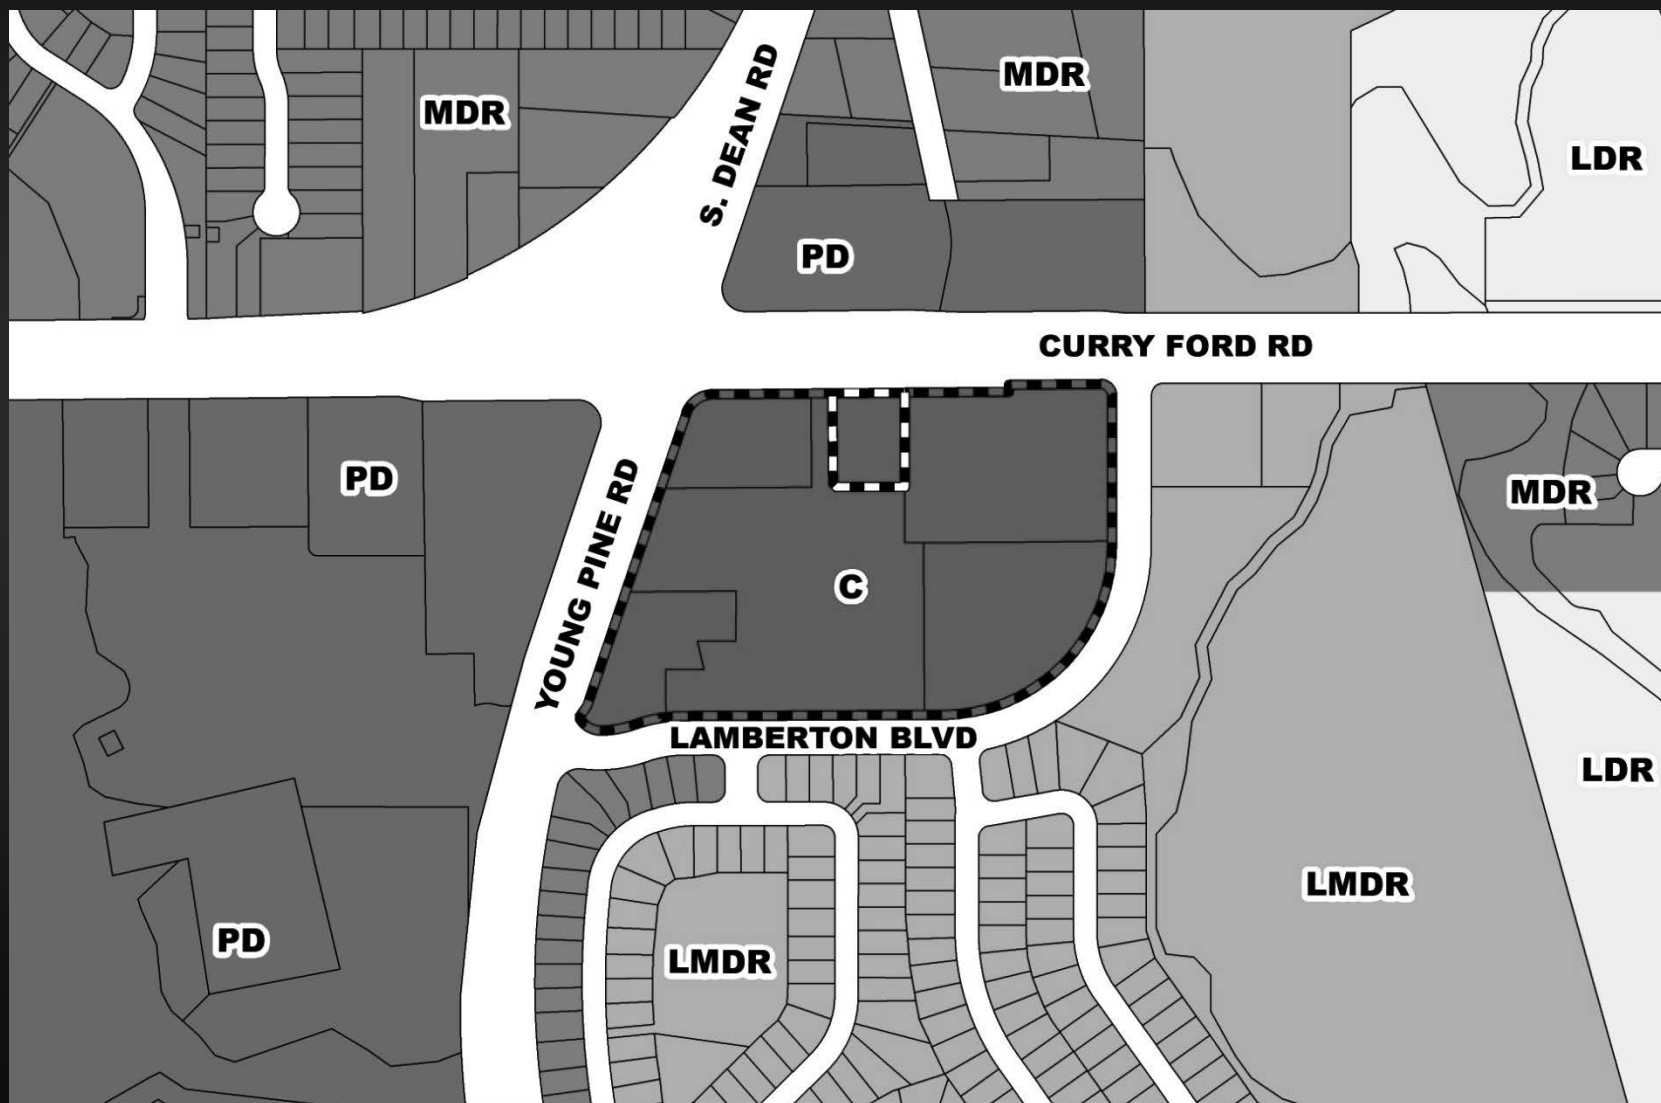 MDR
MDR
S. DEAN RD
LDR
PD
CURRY FORD RD
PD
MDR
YOUNG PINE RD
C
LAMBERTON BLVD
LDR
LMDR
PD
LMDR